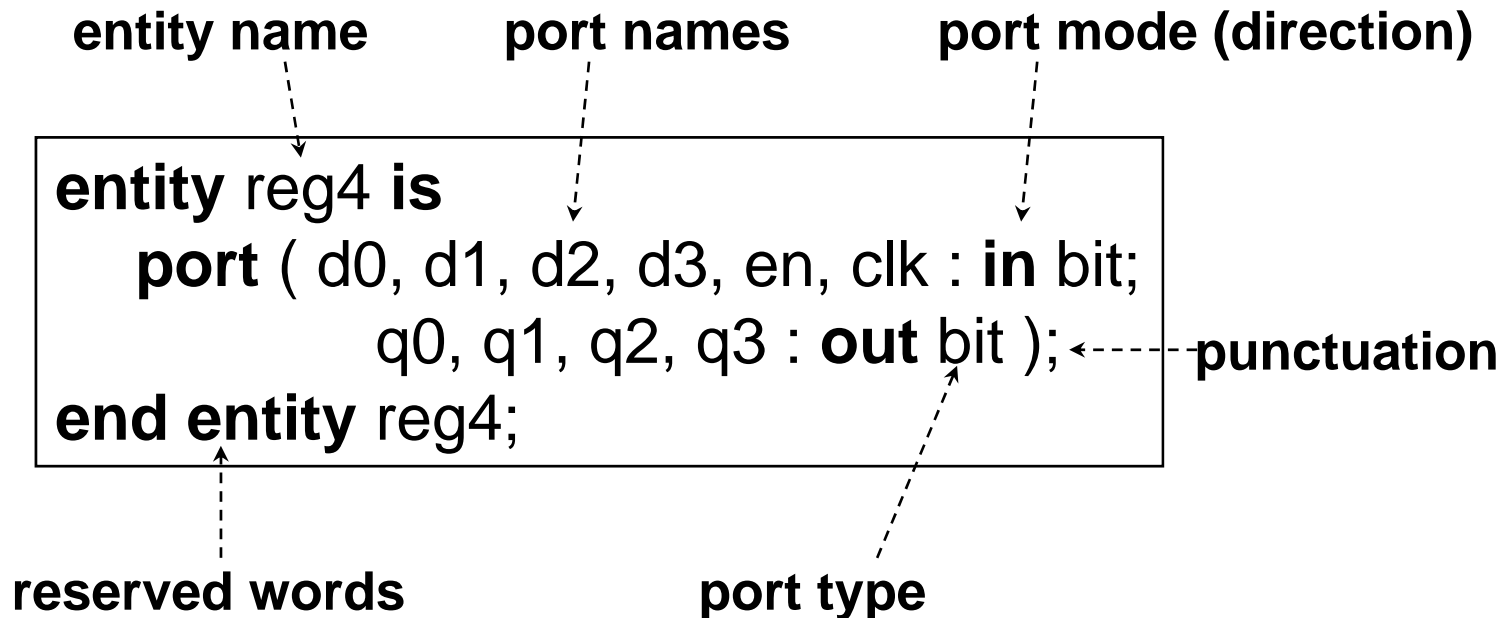 entity name port names port mode (direction)
entity reg4 is
port ( d0, d1, d2, d3, en, clk : in bit;
q0, q1, q2, q3 : out bit );
punctuation
end entity reg4;
reserved words port type